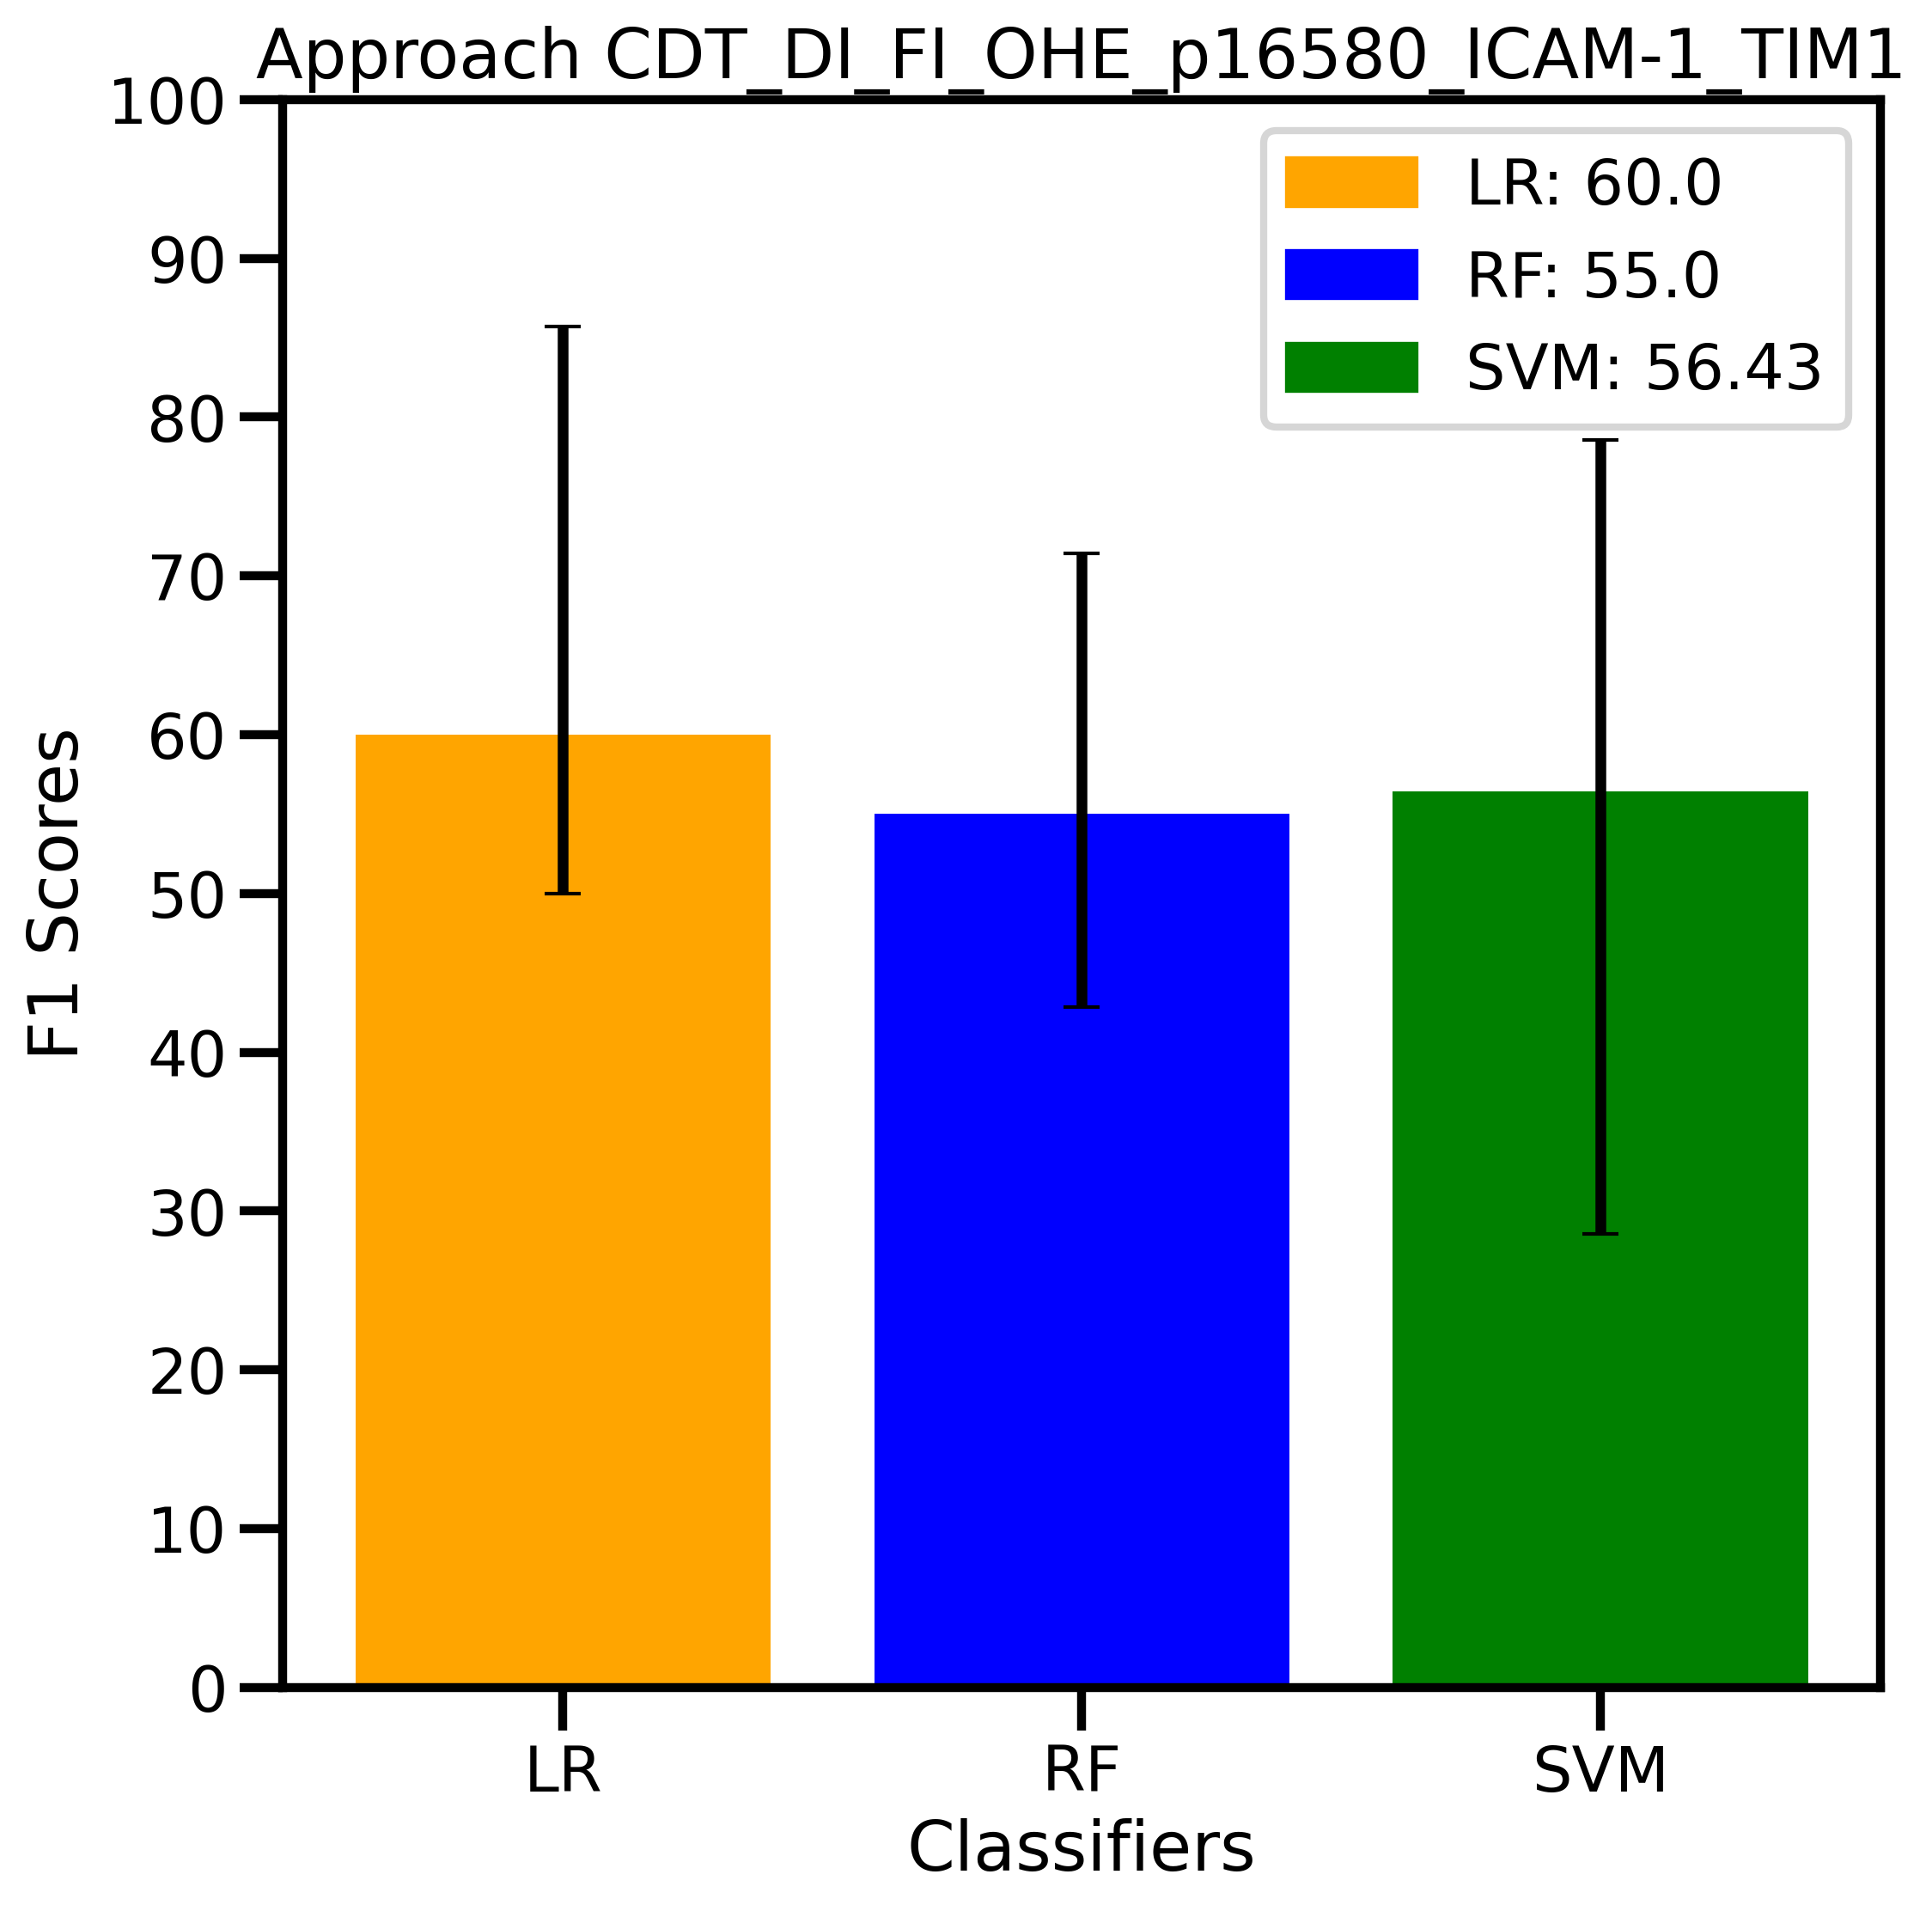 Approach CDT_DI_FI_OHE_p16580_ICAM-1_TIM1
100
90
80
70
60
50
40
30
20
10
0
F1 Scores
LR: 60.0
RF: 55.0
SVM: 56.43
LR RF SVM
Classifiers